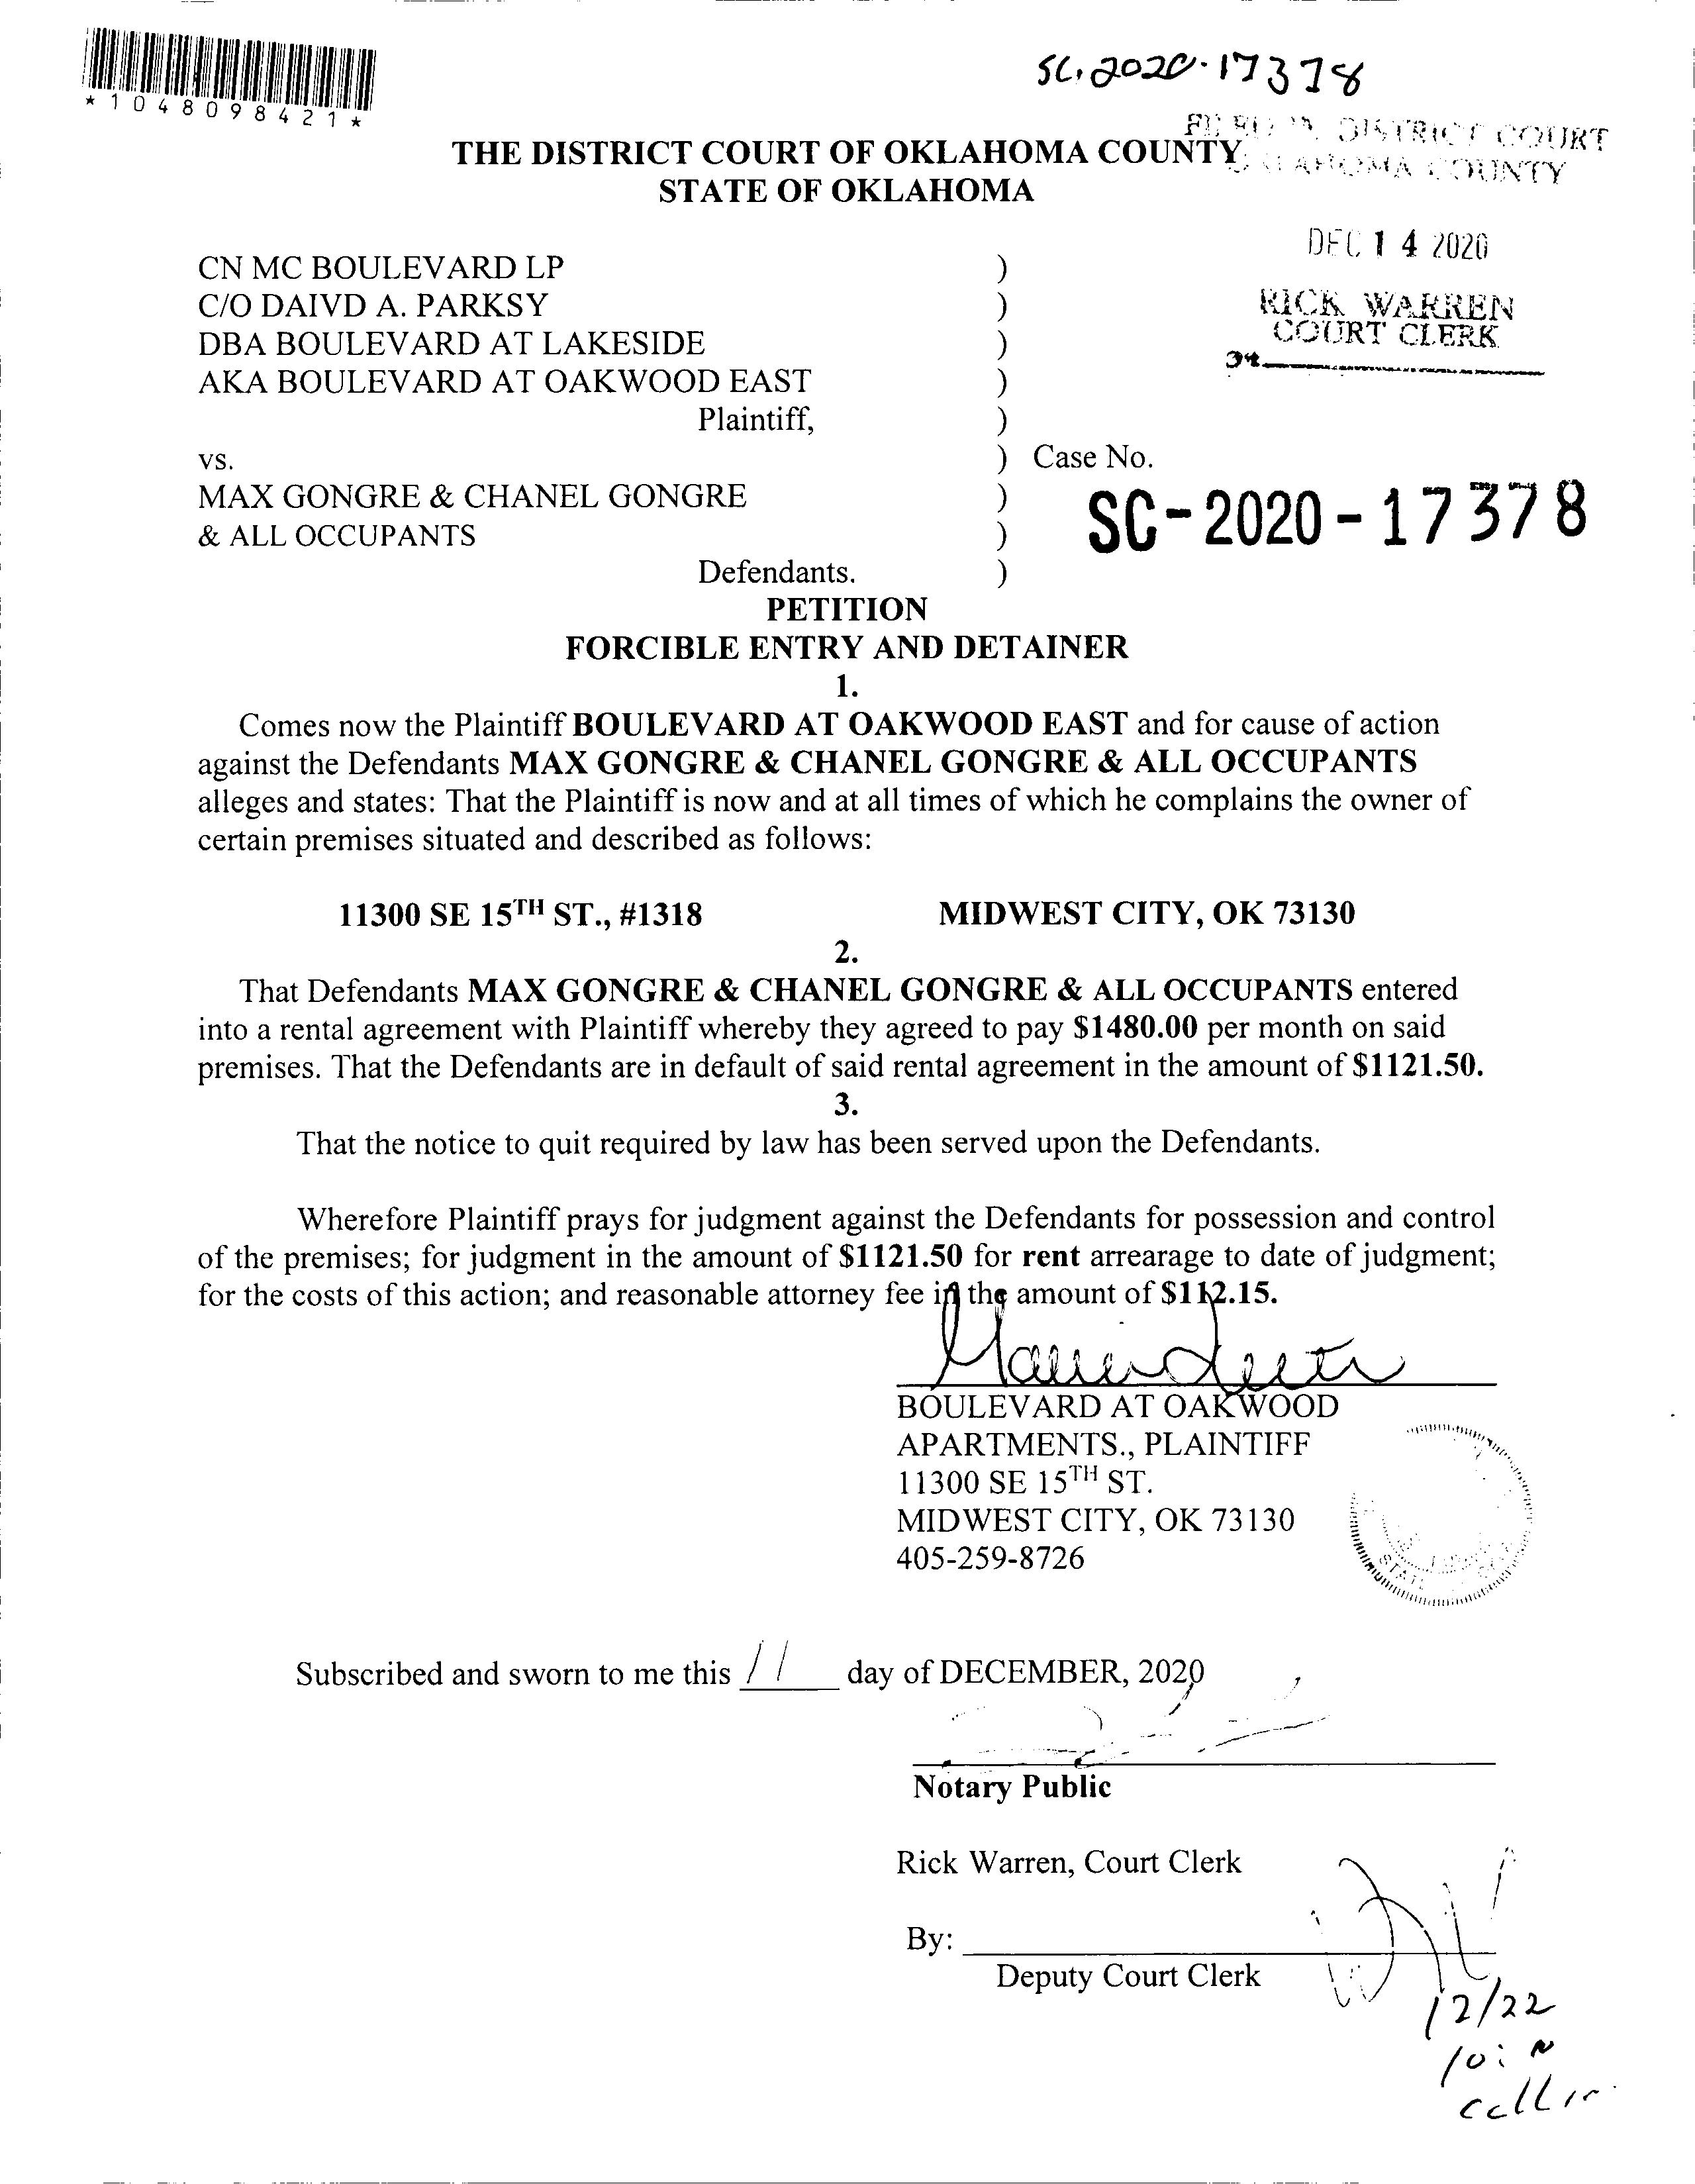 *1048098421*
SC.2020-17378
DISTRICT COURT
THE DISTRICT COURT OF OKLAHOMA COUNTY
COUNTY
STATE OF OKLAHOMA
DEC 14 2020
RICK WARREN
COURT CLERK
CN MC BOULEVARD LP )
C/O DAIVD A. PARKSY )
DBA BOULEVARD AT LAKESIDE )
AKA BOULEVARD AT OAKWOOD EAST )
Plaintiff, )
vs. ) Case No.
MAX GONGRE & CHANEL GONGRE )
SC-2020-17378
& ALL OCCUPANTS )
Defendants. )
PETITION
FORCIBLE ENTRY AND DETAINER
1.
Comes now the Plaintiff BOULEVARD AT OAKWOOD EAST and for cause of action
against the Defendants MAX GONGRE & CHANEL GONGRE & ALL OCCUPANTS
alleges and states: That the Plaintiff is now and at all times of which he complains the owner of
certain premises situated and described as follows:
11300 SE 15TH ST., #1318 MIDWEST CITY, OK 73130
2.
That Defendants MAX GONGRE & CHANEL GONGRE & ALL OCCUPANTS entered
into a rental agreement with Plaintiff whereby they agreed to pay $1480.00 per month on said
premises. That the Defendants are in default of said rental agreement in the amount of $1121.50.
3.
That the notice to quit required by law has been served upon the Defendants.
Wherefore Plaintiff prays for judgment against the Defendants for possession and control
of the premises; for judgment in the amount of $1121.50 for rent arrearage to date of judgment;
for the costs of this action; and reasonable attorney fee in the amount of $112.15.
BOULEVARD AT OAKWOOD
APARTMENTS., PLAINTIFF
11300 SE 15TH ST.
MIDWEST CITY, OK 73130
405-259-8726
Subscribed and sworn to me this 11 day of DECEMBER, 2020
Notary Public
Rick Warren, Court Clerk
By:
Deputy Court Clerk
12/22